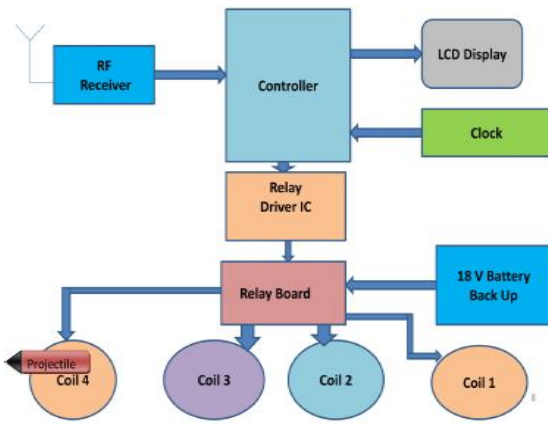 RF
Receiver
Controller
LCD Display
Clock
Relay
Driver IC
Relay Board
18 V Battery
Back Up
Projectile
Coil 4
Coil 3
Coil 2
Coil 1
8